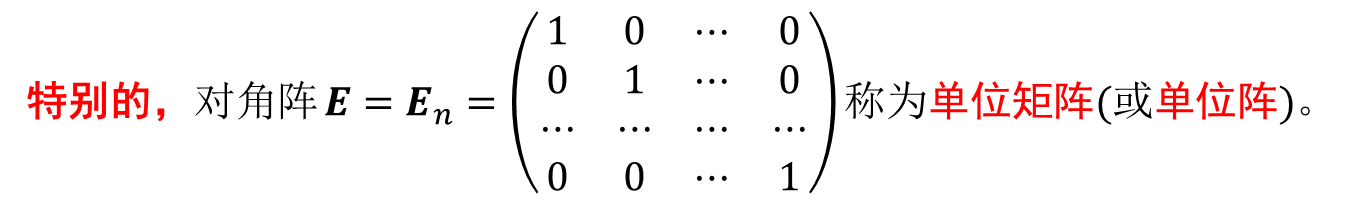 特别的，对角阵 𝑬 = 𝑬ₙ = 
1 0 ⋯ 0
0 1 ⋯ 0
⋯ ⋯ ⋯ ⋯
0 0 ⋯ 1
称为单位矩阵(或单位阵)。